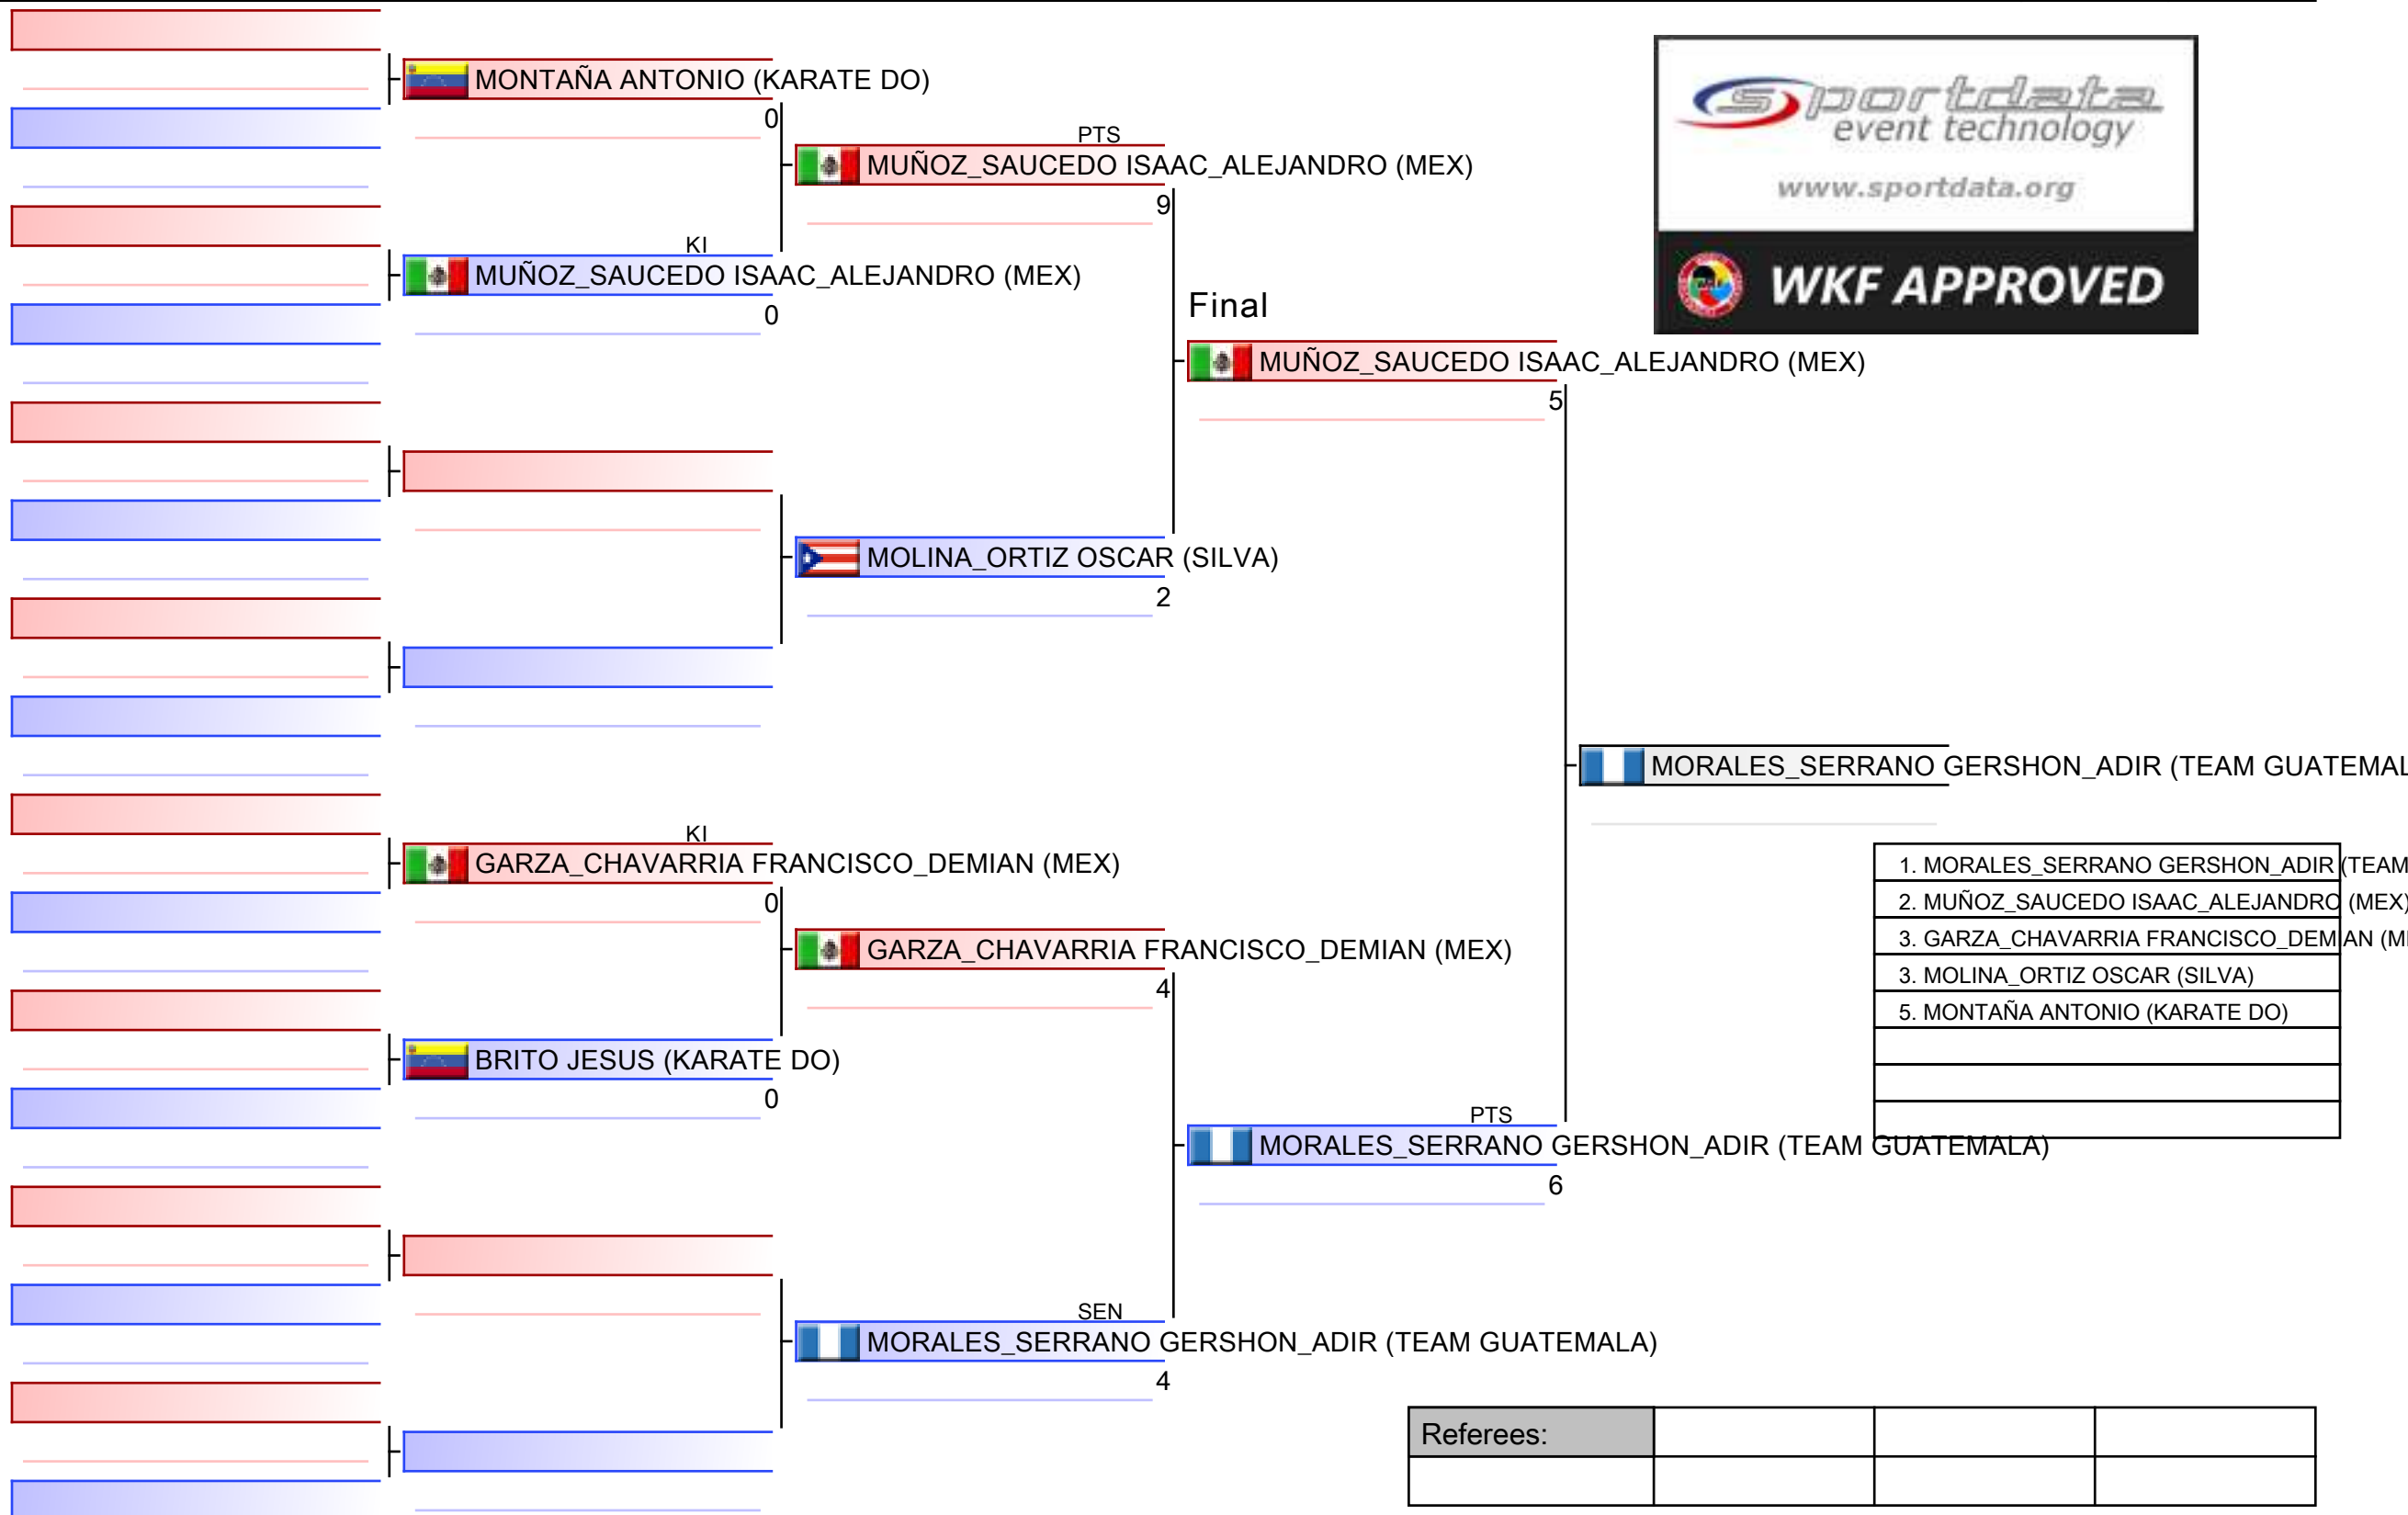 MONTAÑA ANTONIO (KARATE DO)
0
KI
MUÑOZ_SAUCEDO ISAAC_ALEJANDRO (MEX)
0
KI
GARZA_CHAVARRIA FRANCISCO_DEMIAN (MEX)
0
BRITO JESUS (KARATE DO)
0
PTS
MUÑOZ_SAUCEDO ISAAC_ALEJANDRO (MEX)
9
MOLINA_ORTIZ OSCAR (SILVA)
2
GARZA_CHAVARRIA FRANCISCO_DEMIAN (MEX)
4
SEN
MORALES_SERRANO GERSHON_ADIR (TEAM GUATEMALA)
4
Final
MUÑOZ_SAUCEDO ISAAC_ALEJANDRO (MEX)
5
PTS
MORALES_SERRANO GERSHON_ADIR (TEAM GUATEMALA)
6
MORALES_SERRANO GERSHON_ADIR (TEAM GUATEMAL
sportdata
event technology
www.sportdata.org
WKF APPROVED
1. MORALES_SERRANO GERSHON_ADIR (TEAM
2. MUÑOZ_SAUCEDO ISAAC_ALEJANDRO (MEX)
3. GARZA_CHAVARRIA FRANCISCO_DEMIAN (M
3. MOLINA_ORTIZ OSCAR (SILVA)
5. MONTAÑA ANTONIO (KARATE DO)
Referees: